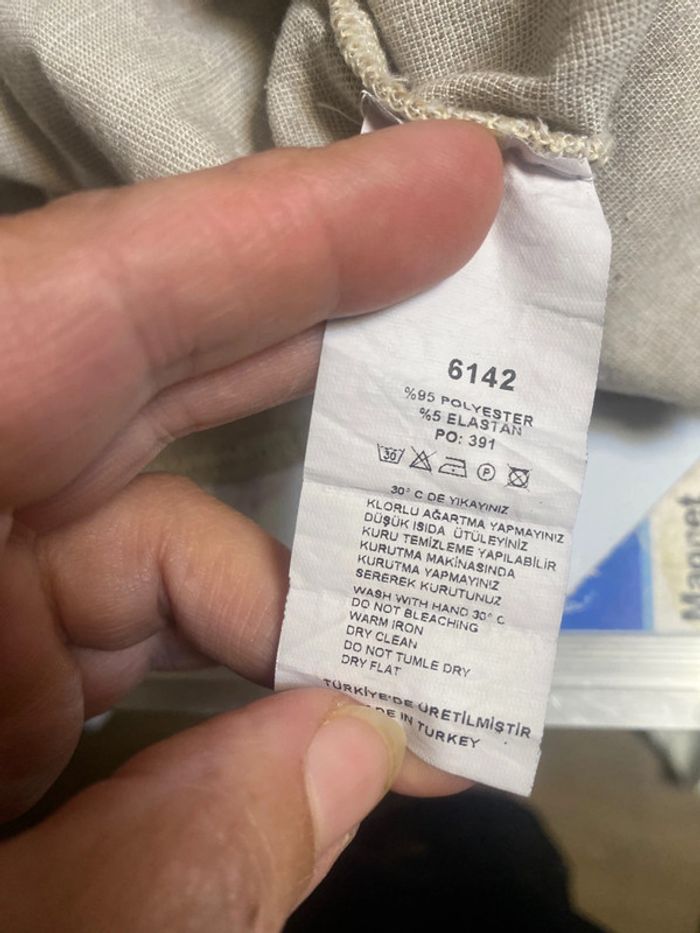 6142
%95 POLYESTER
%5 ELASTAN
PO: 391
30
P
30° C DE YIKAYINIZ
KLORLU AĞARTMA YAPMAYINIZ
DÜŞÜK ISIDA ÜTÜLEYİNİZ
KURU TEMİZLEME YAPILABİLİR
KURUTMA MAKİNASINDA
KURUTMA YAPMAYINIZ
SEREREK KURUTUNUZ
WASH WITH HAND 30° C
DO NOT BLEACHING
WARM IRON
DRY CLEAN
DO NOT TUMLE DRY
DRY FLAT
TÜRKİYE'DE ÜRETİLMİŞTİR
IN TURKEY